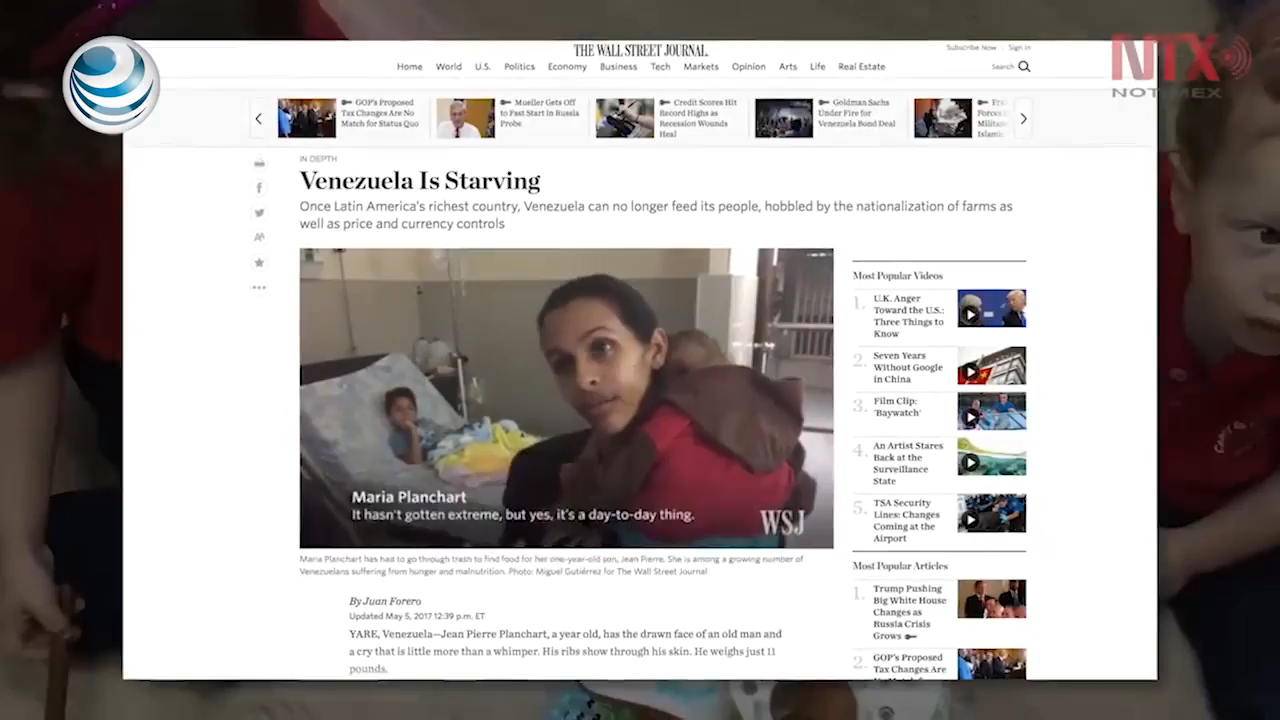 THE WALL STREET JOURNAL.
Subscribe Now | Sign In
Home World U.S. Politics Economy Business Tech Markets Opinion Arts Life Real Estate
Search
NTX
NOTIMEX
GOP's Proposed
Tax Changes Are No
Match for Status Quo
Mueller Gets Off
to Fast Start in Russia
Probe
Credit Scores Hit
Record Highs as
Recession Wounds
Heal
Goldman Sachs
Under Fire for
Venezuela Bond Deal
Forces
Militan
Islamic
IN DEPTH
Venezuela Is Starving
Once Latin America's richest country, Venezuela can no longer feed its people, hobbled by the nationalization of farms as
well as price and currency controls
Maria Planchart
It hasn't gotten extreme, but yes, it's a day-to-day thing.
WSJ
Maria Planchart has had to go through trash to find food for her one-year-old son, Jean Pierre. She is among a growing number of
Venezuelans suffering from hunger and malnutrition. Photo: Miguel Gutiérrez for The Wall Street Journal
By Juan Forero
Updated May 5, 2017 12:39 p.m. ET
YARE, Venezuela—Jean Pierre Planchart, a year old, has the drawn face of an old man and
a cry that is little more than a whimper. His ribs show through his skin. He weighs just 11
pounds.
Most Popular Videos
1. U.K. Anger
Toward the U.S.:
Three Things to
Know
2. Seven Years
Without Google
in China
3. Film Clip:
'Baywatch'
4. An Artist Stares
Back at the
Surveillance
State
5. TSA Security
Lines: Changes
Coming at the
Airport
Most Popular Articles
1. Trump Pushing
Big White House
Changes as
Russia Crisis
Grows
2. GOP's Proposed
Tax Changes Are